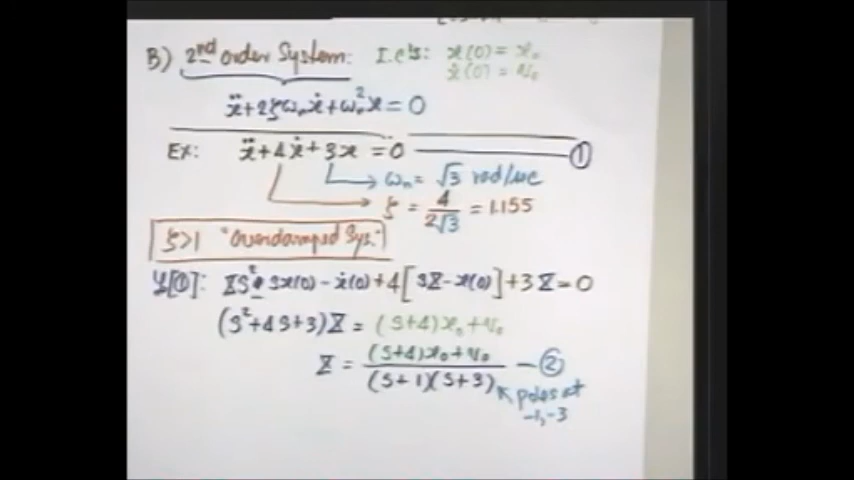 B) 2nd Order System: I.C's: x(0) = x₀
ẋ(0) = v₀
ẍ+2ζωₙẋ+ωₙ²x = 0
EX: ẍ+4ẋ+3x = 0 ①
ωₙ = √3 rad/sec
ζ = 4/(2√3) = 1.155
ζ>1 "Overdamped Sys."
ℒ[①]: XS² - Sx(0) - ẋ(0) + 4[SX - x(0)] + 3X = 0
(S²+4S+3)X = (S+4)x₀+v₀
X = ((S+4)x₀+v₀)/((S+1)(S+3)) — ②
poles at
-1, -3